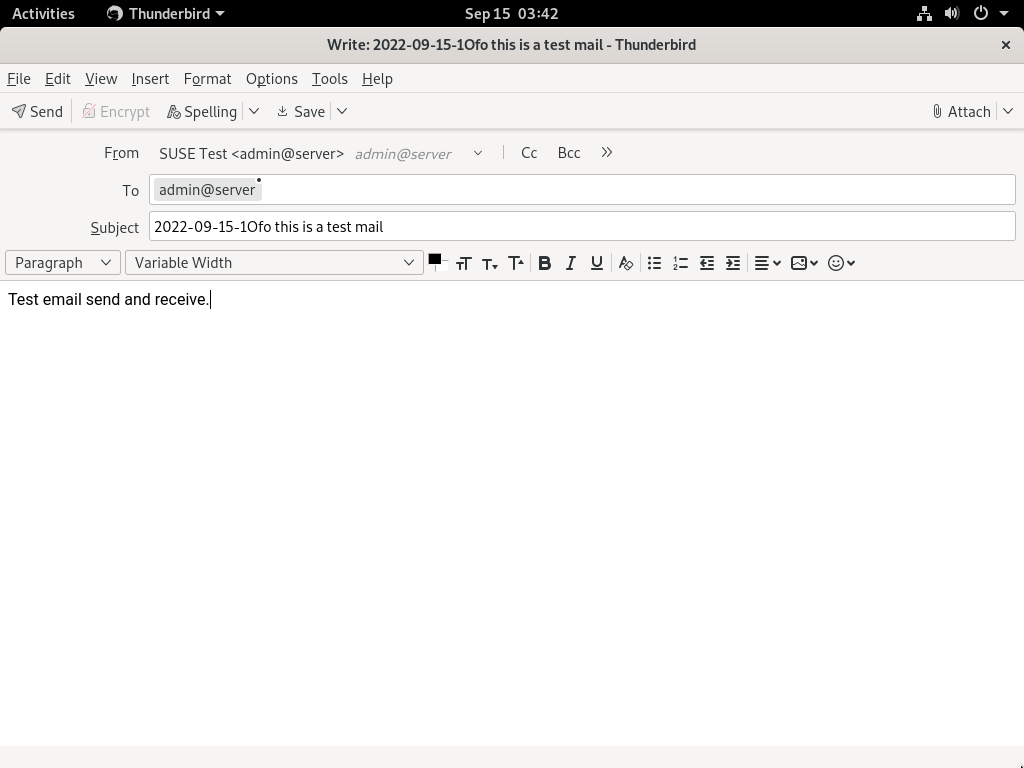 Activities Thunderbird Sep 15 03:42
Write: 2022-09-15-1Ofo this is a test mail - Thunderbird
File Edit View Insert Format Options Tools Help
Send Encrypt Spelling Save Attach
From SUSE Test <admin@server> admin@server Cc Bcc
To admin@server
Subject 2022-09-15-1Ofo this is a test mail
Paragraph Variable Width
Test email send and receive.